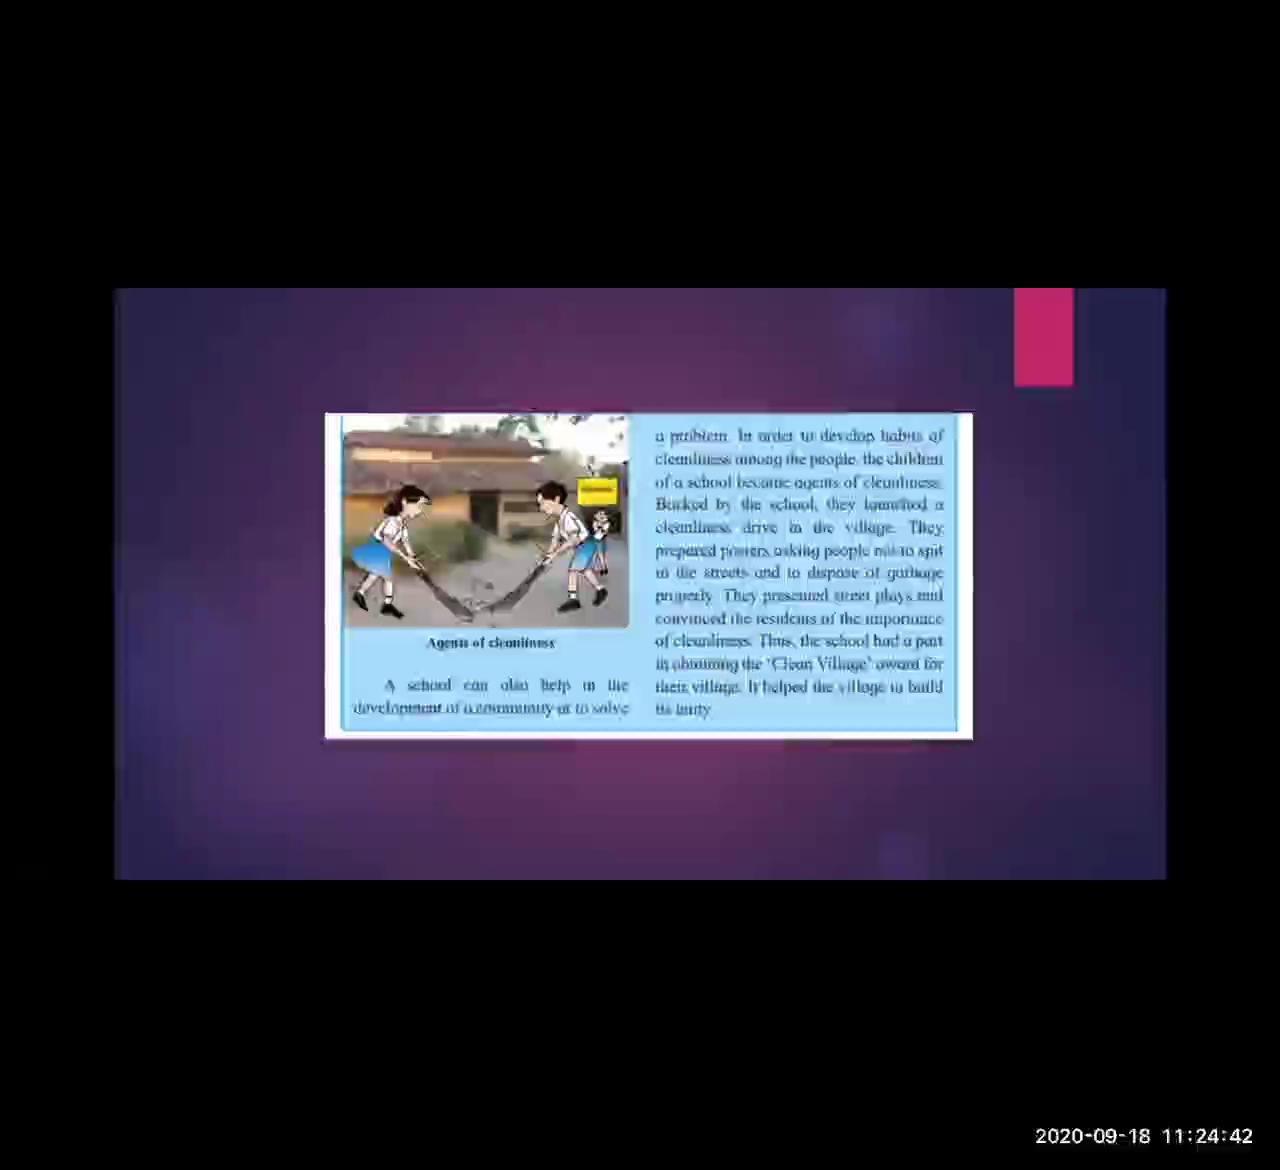 Agents of cleanliness
A school can also help in the
development of a community or to solve
a problem. In order to develop habits of
cleanliness among the people, the children
of a school became agents of cleanliness.
Backed by the school, they launched a
cleanliness drive in the village. They
prepared posters asking people not to spit
in the streets and to dispose of garbage
properly. They presented street plays and
convinced the residents of the importance
of cleanliness. Thus, the school had a part
in obtaining the 'Clean Village' award for
their village. It helped the village to build
its unity
2020-09-18 11:24:42